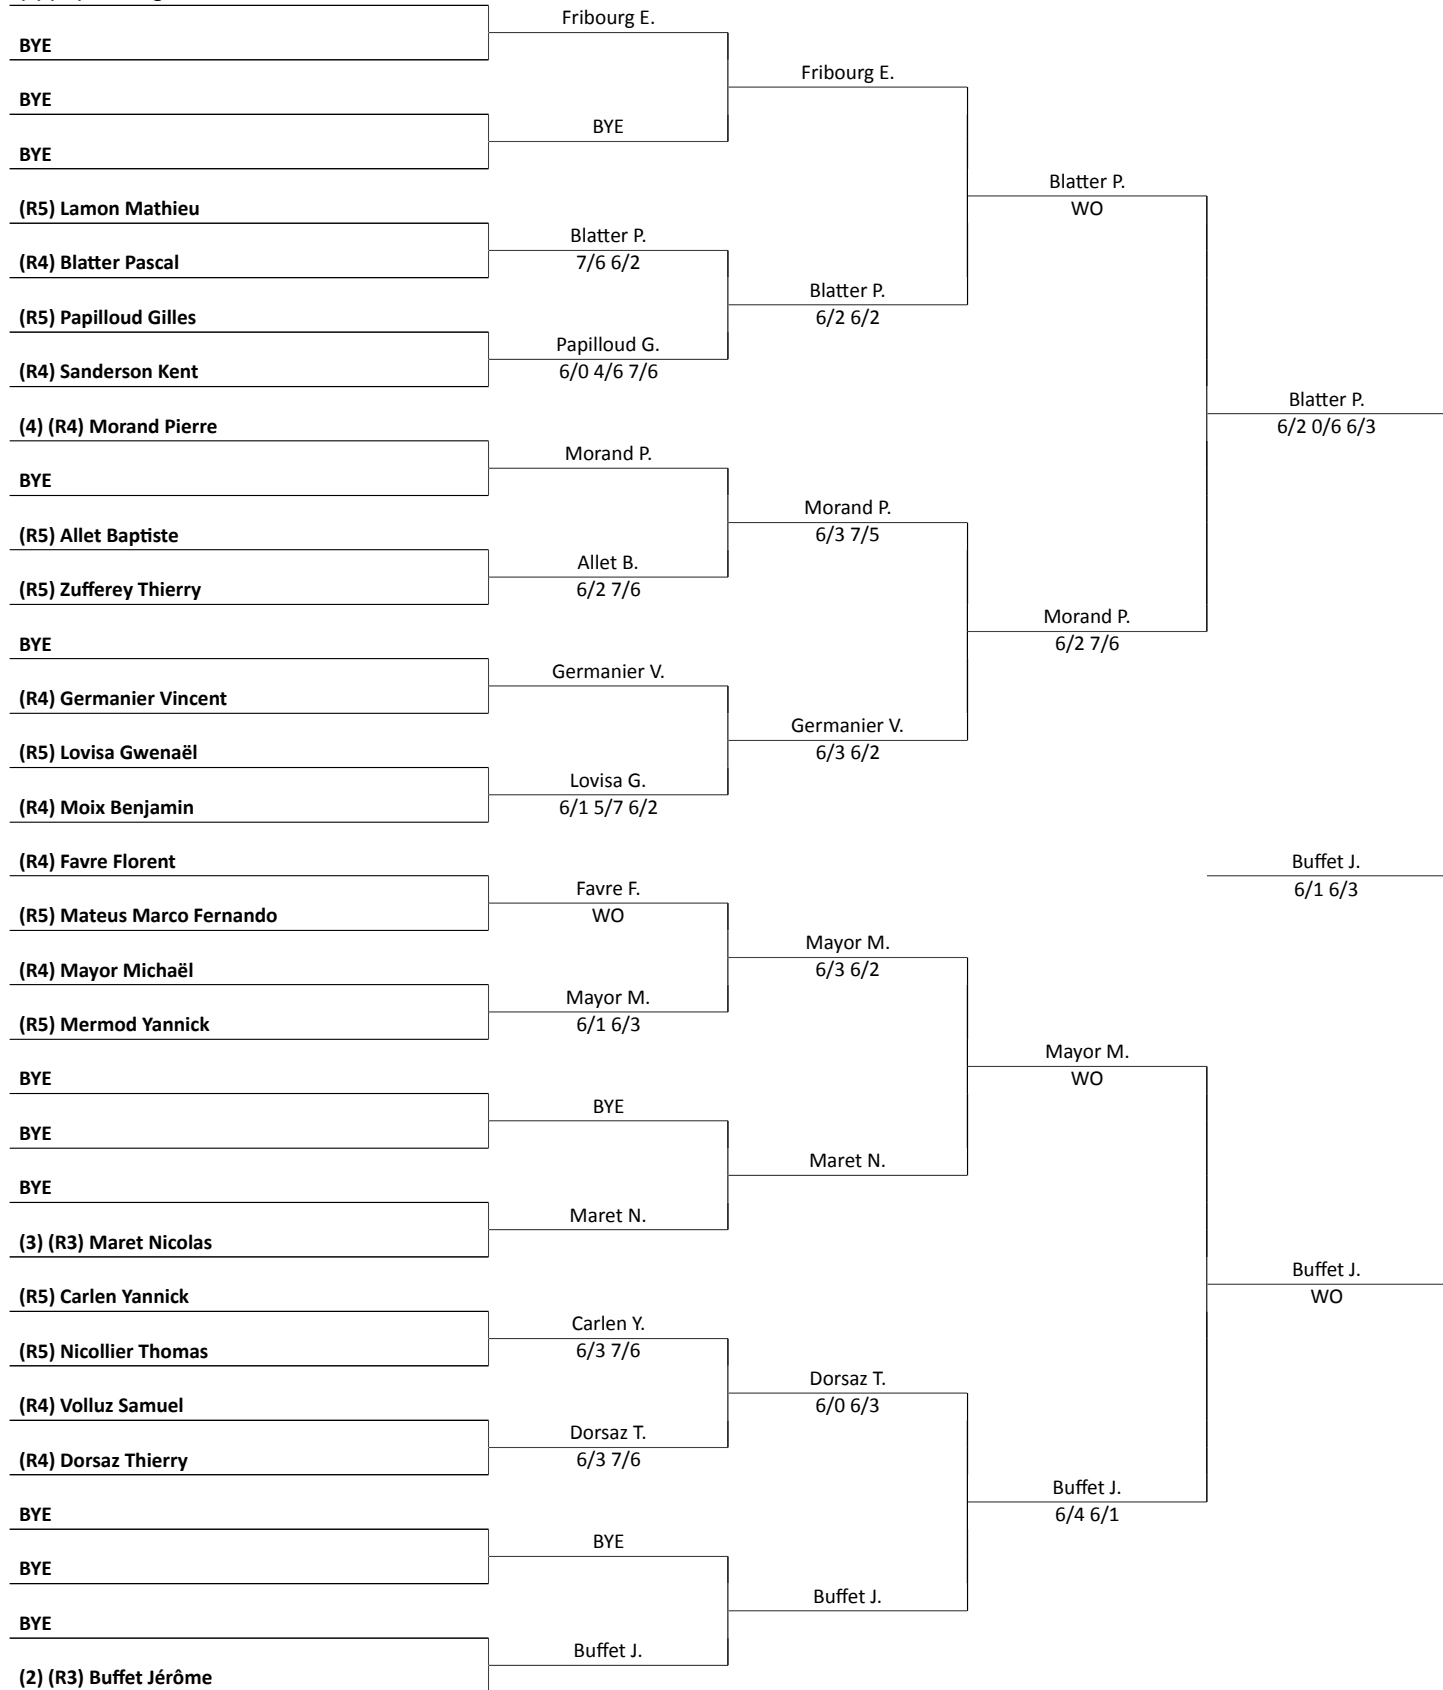 BYE
BYE
BYE
(R5) Lamon Mathieu
(R4) Blatter Pascal
(R5) Papilloud Gilles
(R4) Sanderson Kent
(4) (R4) Morand Pierre
BYE
(R5) Allet Baptiste
(R5) Zufferey Thierry
BYE
(R4) Germanier Vincent
(R5) Lovisa Gwenaël
(R4) Moix Benjamin
(R4) Favre Florent
(R5) Mateus Marco Fernando
(R4) Mayor Michaël
(R5) Mermod Yannick
BYE
BYE
BYE
(3) (R3) Maret Nicolas
(R5) Carlen Yannick
(R5) Nicollier Thomas
(R4) Volluz Samuel
(R4) Dorsaz Thierry
BYE
BYE
BYE
(2) (R3) Buffet Jérôme
Fribourg E.
BYE
Blatter P.
7/6 6/2
Papilloud G.
6/0 4/6 7/6
Morand P.
Allet B.
6/2 7/6
Germanier V.
Lovisa G.
6/1 5/7 6/2
Favre F.
WO
Mayor M.
6/1 6/3
BYE
Maret N.
Carlen Y.
6/3 7/6
Dorsaz T.
6/3 7/6
BYE
Buffet J.
Fribourg E.
Blatter P.
6/2 6/2
Morand P.
6/3 7/5
Germanier V.
6/3 6/2
Mayor M.
6/3 6/2
Maret N.
Dorsaz T.
6/0 6/3
Buffet J.
Blatter P.
WO
Morand P.
6/2 7/6
Mayor M.
WO
Buffet J.
6/4 6/1
Blatter P.
6/2 0/6 6/3
Buffet J.
6/1 6/3
Buffet J.
WO